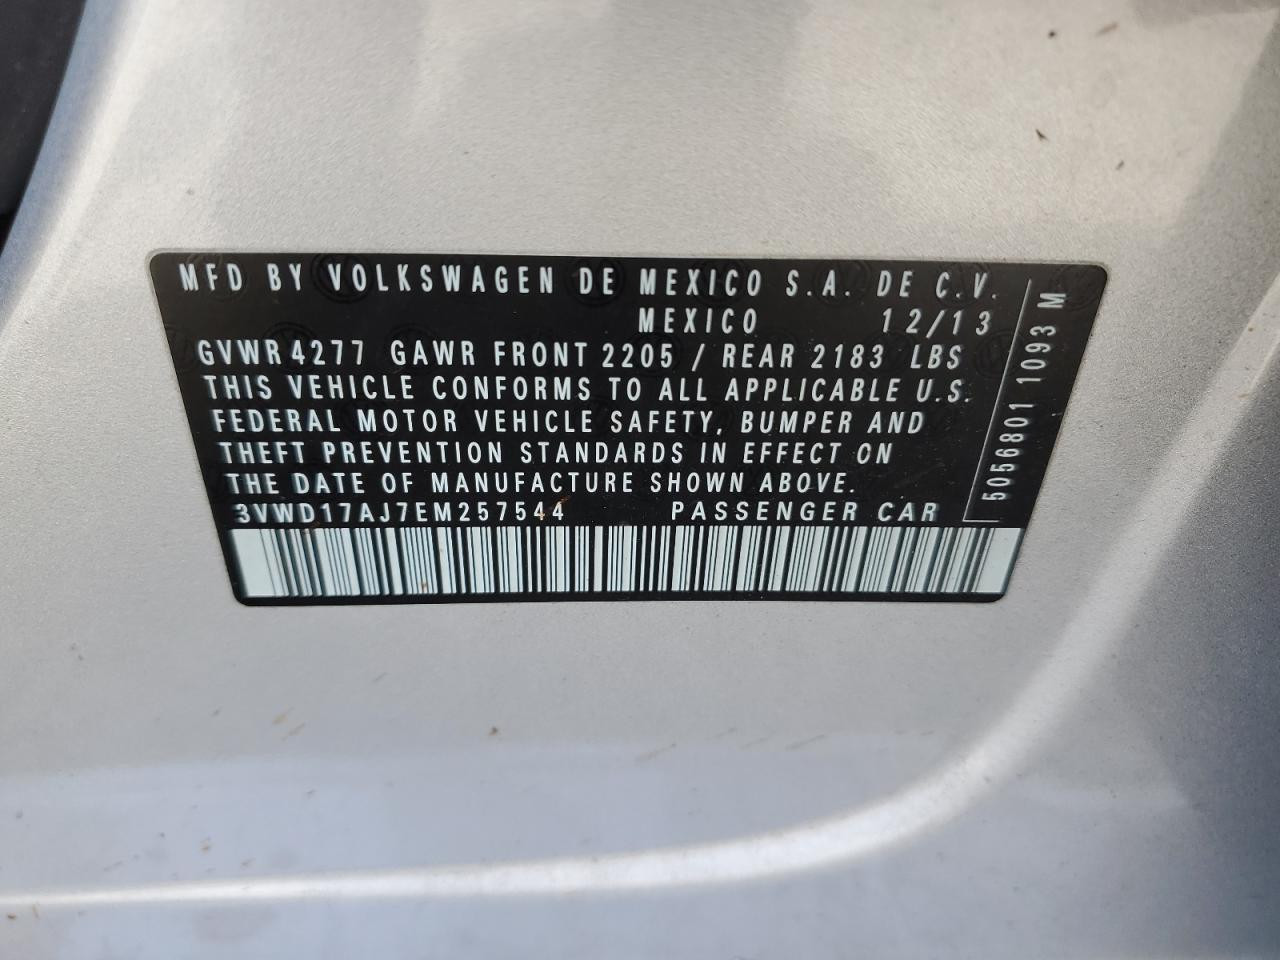 MFD BY VOLKSWAGEN DE MEXICO S.A. DE C.V.
MEXICO 12/13
GVWR 4277 GAWR FRONT 2205 / REAR 2183 LBS
THIS VEHICLE CONFORMS TO ALL APPLICABLE U.S.
FEDERAL MOTOR VEHICLE SAFETY, BUMPER AND
THEFT PREVENTION STANDARDS IN EFFECT ON
THE DATE OF MANUFACTURE SHOWN ABOVE.
3VWD17AJ7EM257544 PASSENGER CAR
5056801 1093 M